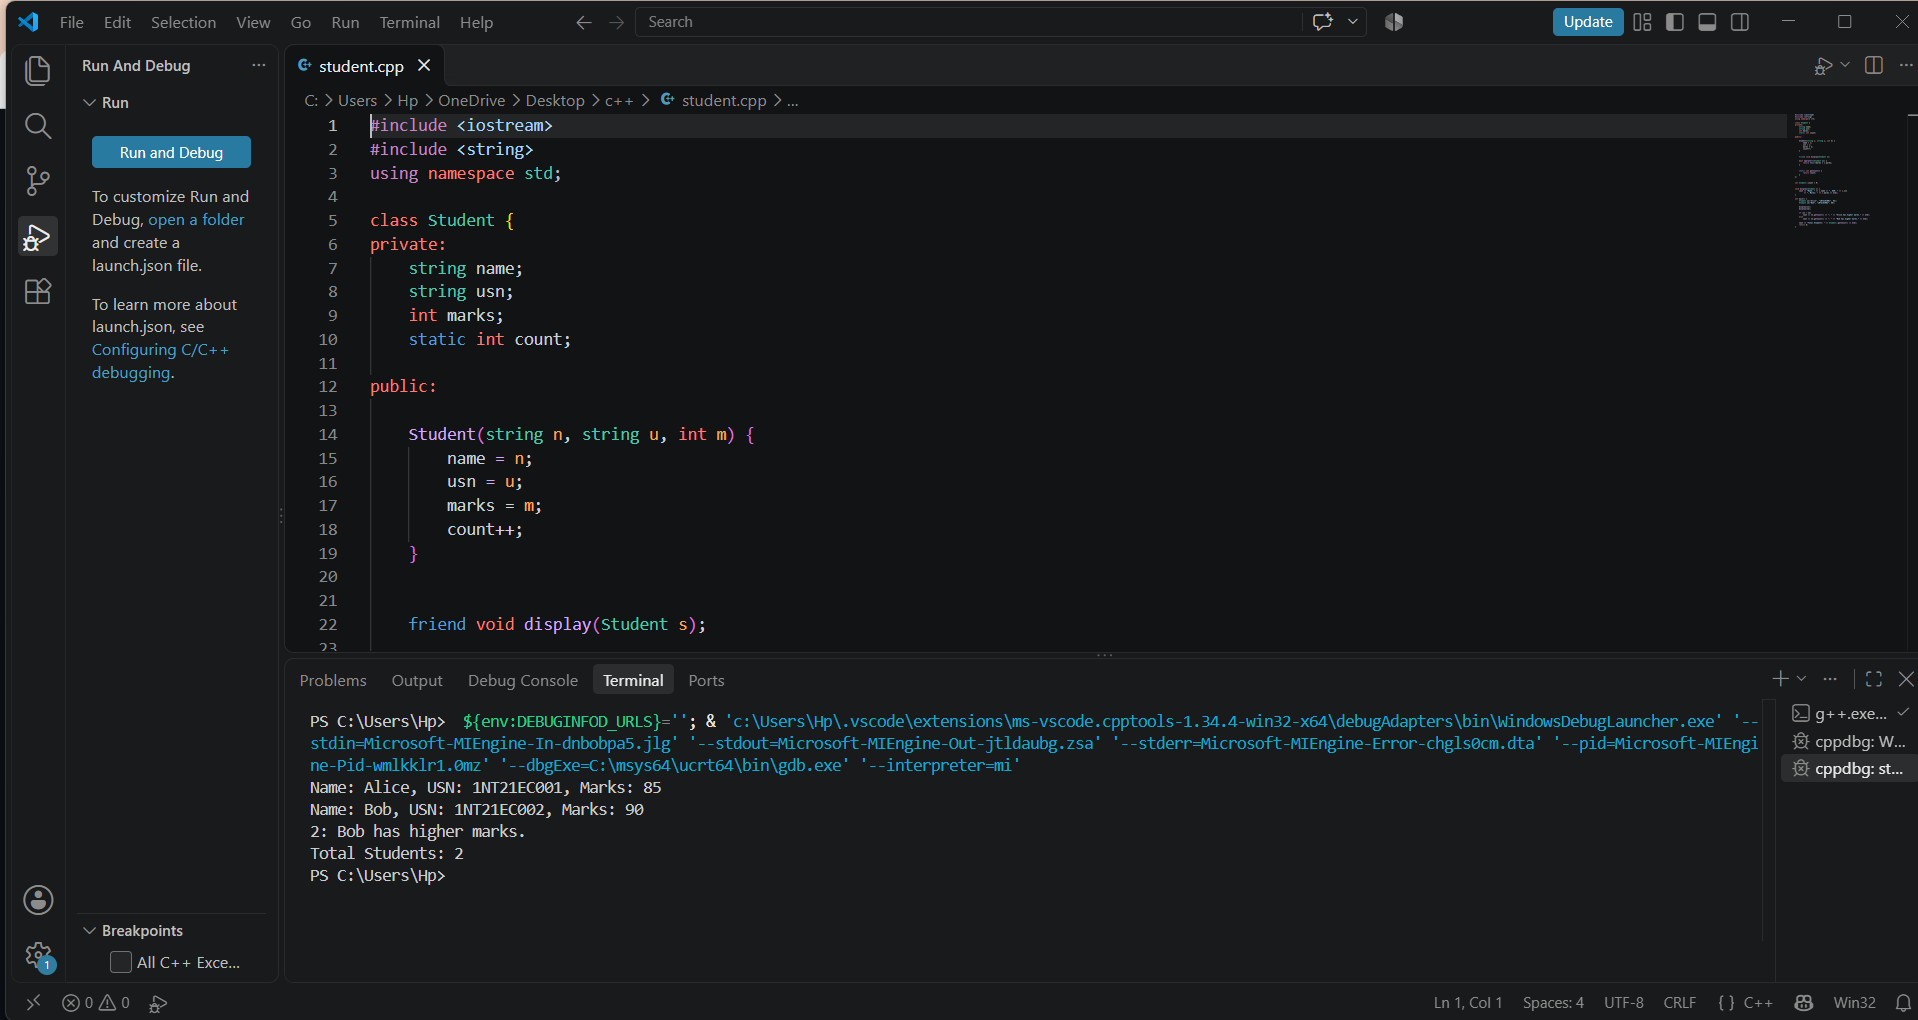 File Edit Selection View Go Run Terminal Help
Search
Update
Run And Debug
Run
Run and Debug
To customize Run and
Debug, open a folder
and create a
launch.json file.
To learn more about
launch.json, see
Configuring C/C++
debugging.
student.cpp
C: > Users > Hp > OneDrive > Desktop > c++ > student.cpp > ...
1 #include <iostream>
2 #include <string>
3 using namespace std;
4
5 class Student {
6 private:
7 string name;
8 string usn;
9 int marks;
10 static int count;
11
12 public:
13
14 Student(string n, string u, int m) {
15 name = n;
16 usn = u;
17 marks = m;
18 count++;
19 }
20
21
22 friend void display(Student s);
23
Problems Output Debug Console Terminal Ports
PS C:\Users\Hp> ${env:DEBUGINFOD_URLS}=''; & 'c:\Users\Hp\.vscode\extensions\ms-vscode.cpptools-1.34.4-win32-x64\debugAdapters\bin\WindowsDebugLauncher.exe' '--
stdin=Microsoft-MIEngine-In-dnbobpa5.jlg' '--stdout=Microsoft-MIEngine-Out-jtldaubg.zsa' '--stderr=Microsoft-MIEngine-Error-chgls0cm.dta' '--pid=Microsoft-MIEngi
ne-Pid-wmlkklr1.0mz' '--dbgExe=C:\msys64\ucrt64\bin\gdb.exe' '--interpreter=mi'
Name: Alice, USN: 1NT21EC001, Marks: 85
Name: Bob, USN: 1NT21EC002, Marks: 90
2: Bob has higher marks.
Total Students: 2
PS C:\Users\Hp>
g++.exe...
cppdbg: W...
cppdbg: st...
Breakpoints
All C++ Exce...
1
0 0
Ln 1, Col 1 Spaces: 4 UTF-8 CRLF {} C++ Win32